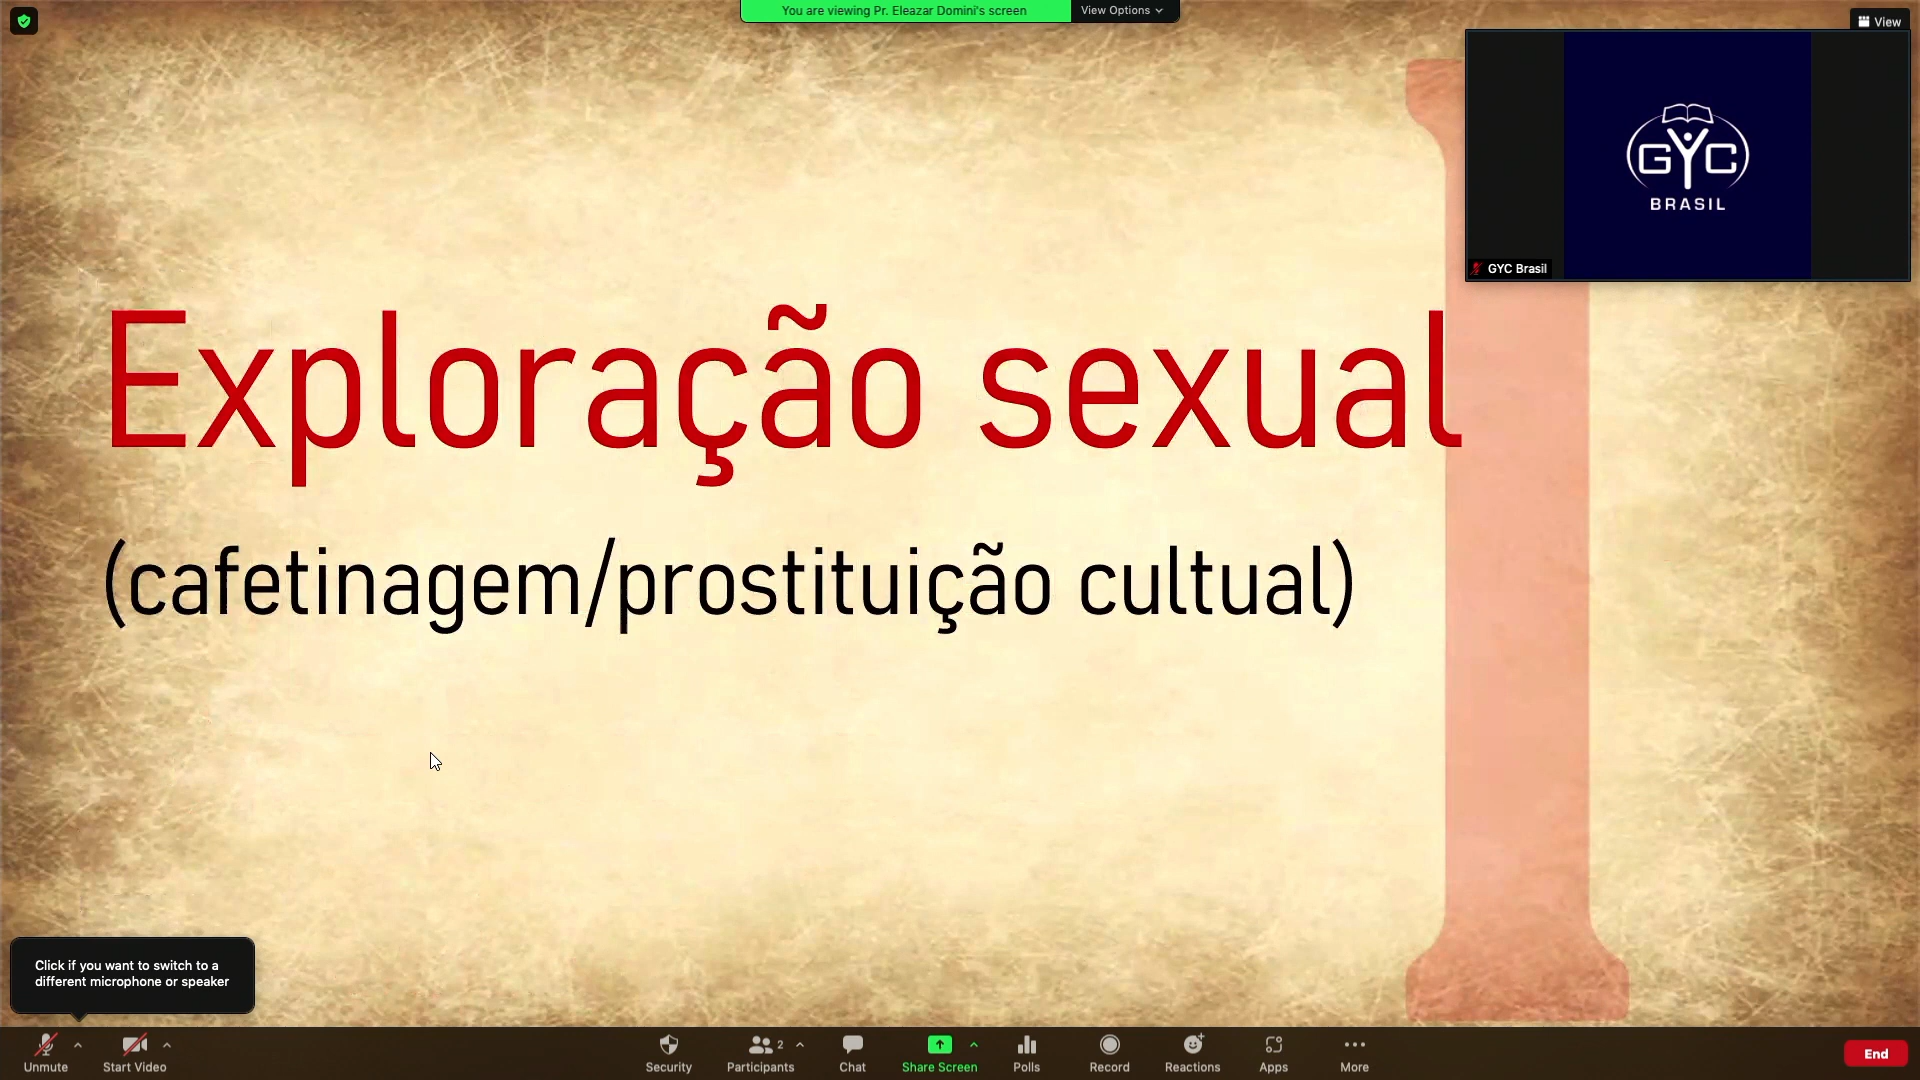 You are viewing Pr. Eleazar Domini's screen
View Options
View
GYC
BRASIL
GYC Brasil
Exploração sexual
(cafetinagem/prostituição cultual)
I
Click if you want to switch to a
different microphone or speaker
Unmute
Start Video
Security
Participants
2
Chat
Share Screen
Polls
Record
Reactions
Apps
More
End